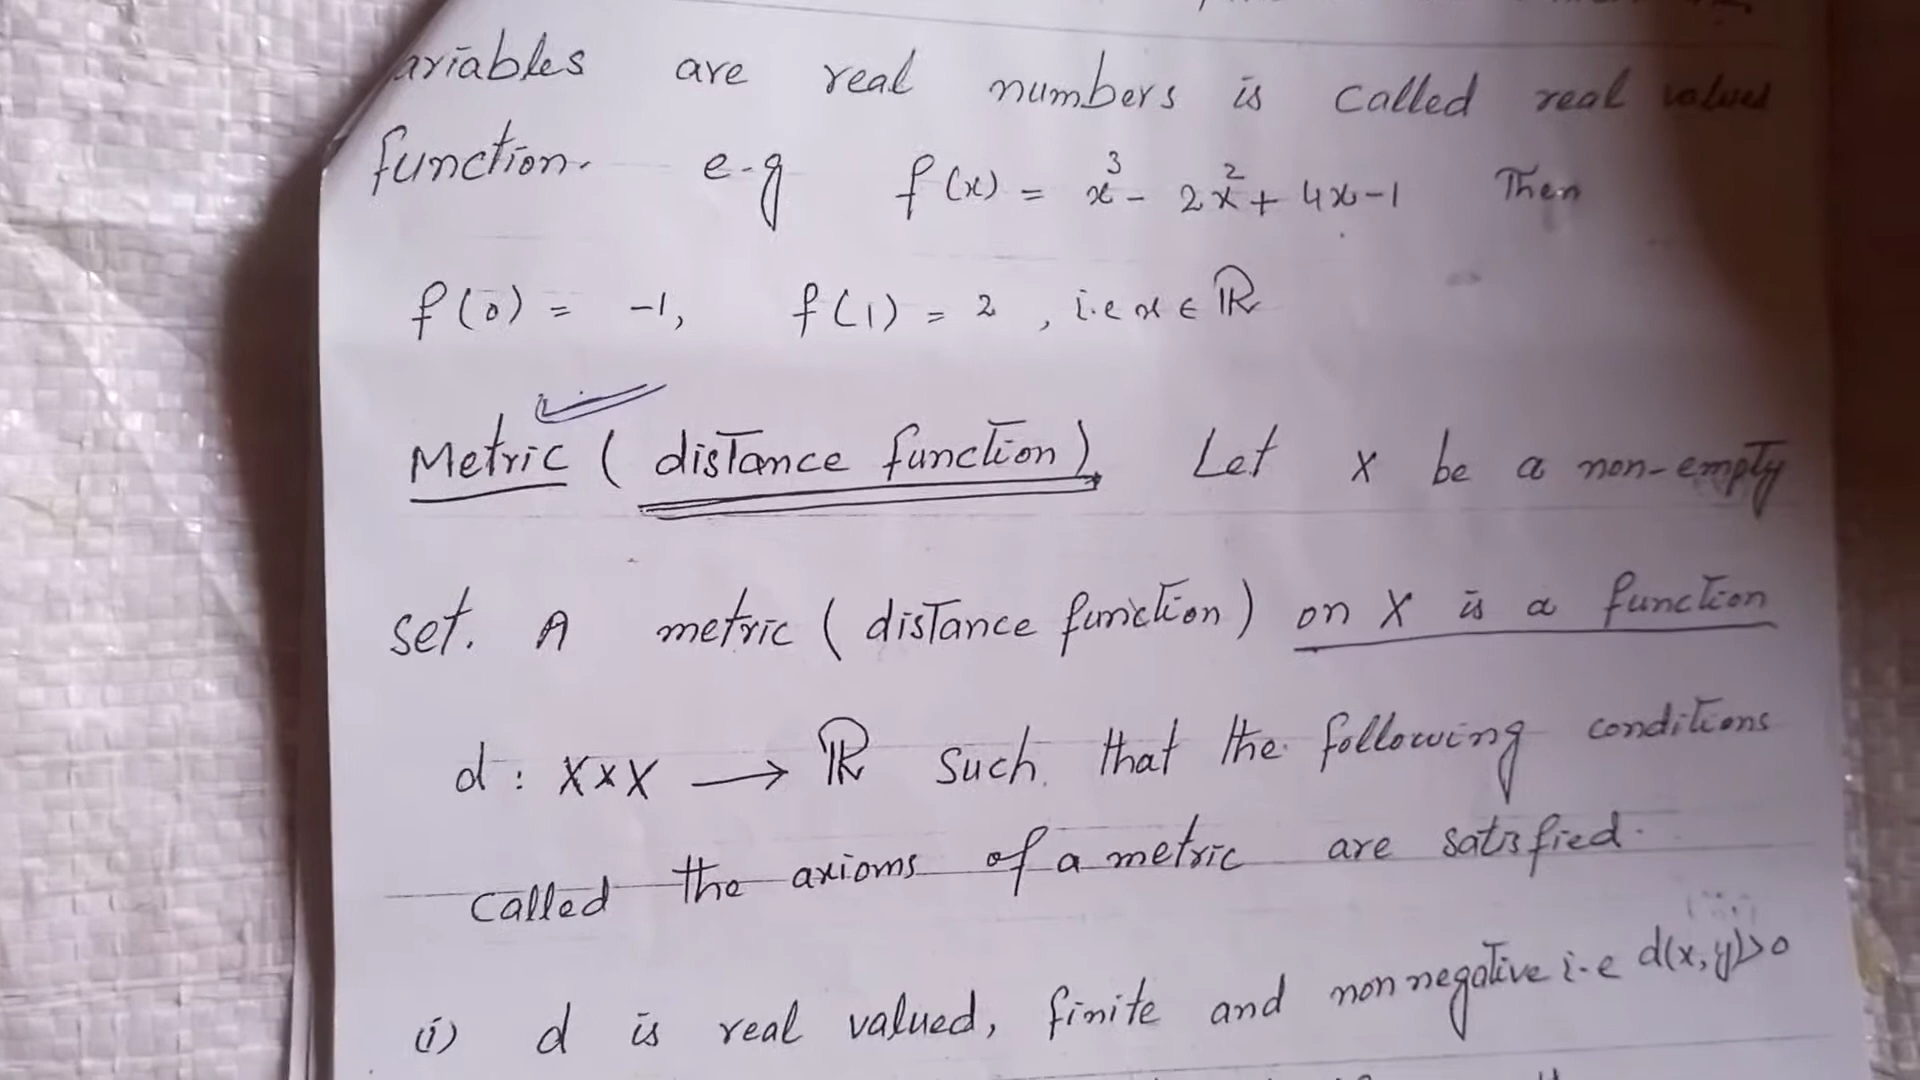 ariables are real numbers is called real valued
function. e-g f(x) = x³ - 2x² + 4x-1 Then
f(0) = -1, f(1) = 2 , i.e x ∈ ℝ
Metric ( distance function) Let X be a non-empty
set. A metric ( distance function) on X is a function
d : X×X ⟶ ℝ such that the following conditions
called the axioms of a metric are satisfied.
(i) d is real valued, finite and non negative i-e d(x,y)>0